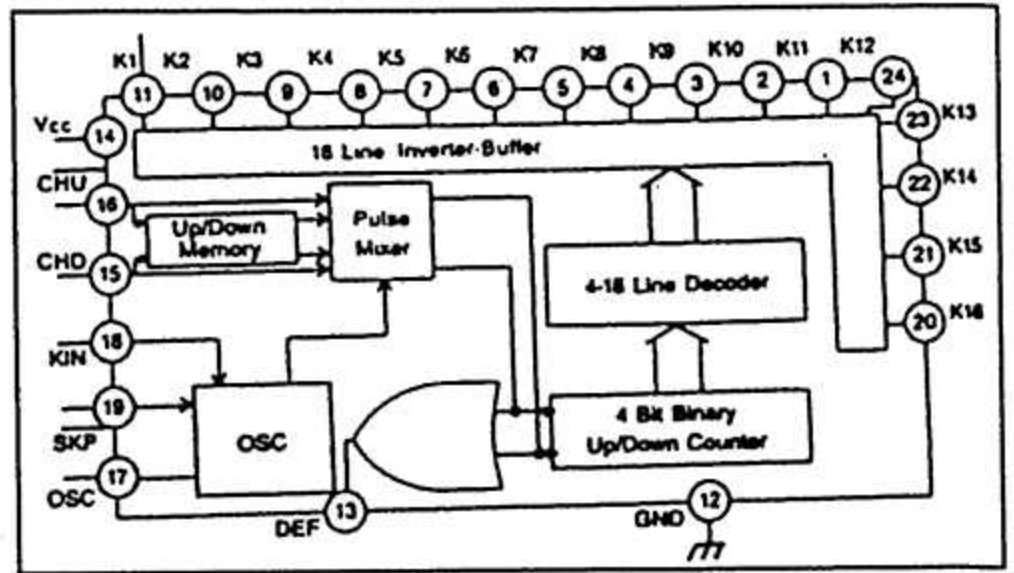 K1 K2 K3 K4 K5 K6 K7 K8 K9 K10 K11 K12
11 10 9 8 7 6 5 4 3 2 1 24
23 K13
Vcc 14
16 Line Inverter-Buffer
22 K14
CHU
16
Up/Down
Memory
Pulse
Mixer
CHD
15
4-16 Line Decoder
21 K15
20 K16
18
KIN
19
SKP
OSC
4 Bit Binary
Up/Down Counter
17
OSC
DEF 13
GND 12